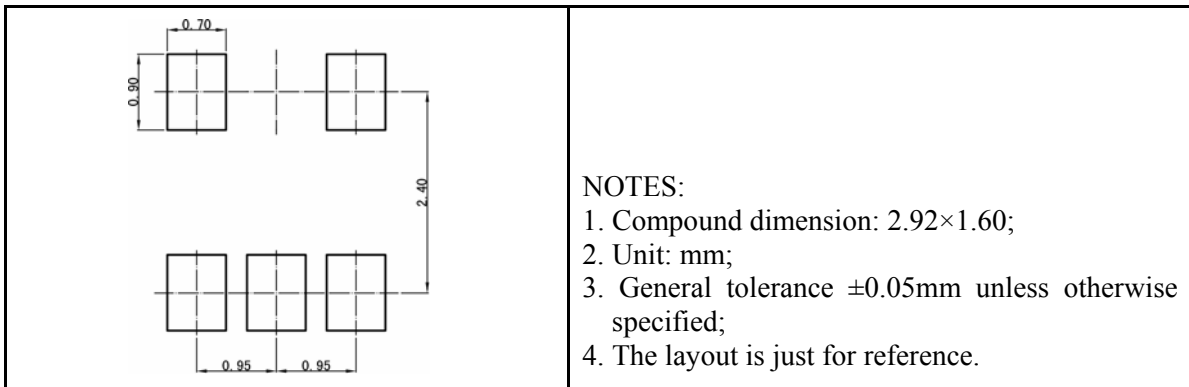 0.70
0.90
2.40
0.95 0.95
NOTES:
1. Compound dimension: 2.92×1.60;
2. Unit: mm;
3. General tolerance ±0.05mm unless otherwise
specified;
4. The layout is just for reference.